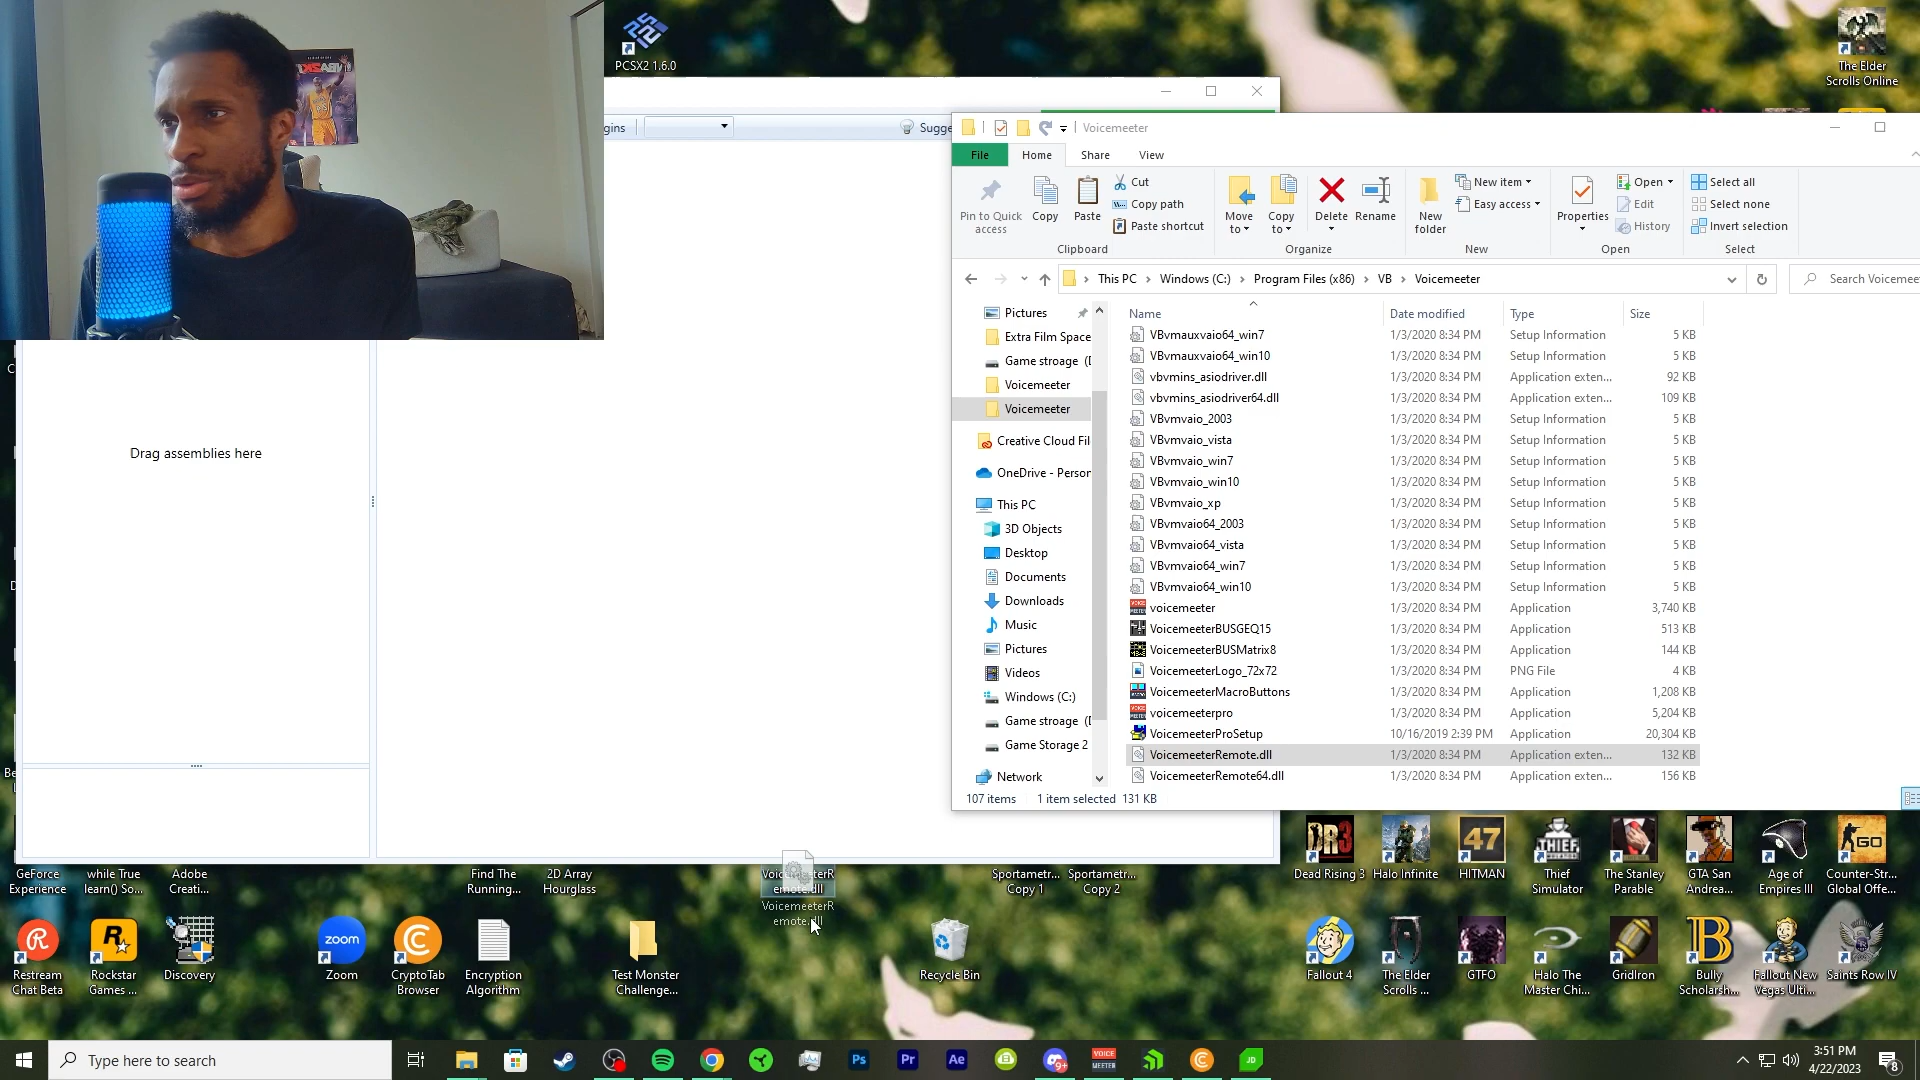 PCSX2 1.6.0
The Elder
Scrolls Online
gins
Sugge
Drag assemblies here
Voicemeeter
File
Home
Share
View
Pin to Quick
access
Copy
Paste
Cut
Copy path
Paste shortcut
Clipboard
Move
to
Copy
to
Delete
Rename
Organize
New
folder
New item
Easy access
New
Properties
Open
Edit
History
Open
Select all
Select none
Invert selection
Select
This PC
Windows (C:)
Program Files (x86)
VB
Voicemeeter
Search Voicemee
Pictures
Extra Film Space
Game stroage
Voicemeeter
Voicemeeter
Creative Cloud Fil
OneDrive - Person
This PC
3D Objects
Desktop
Documents
Downloads
Music
Pictures
Videos
Windows (C:)
Game stroage
Game Storage 2
Network
Name Date modified Type Size
VBvmauxvaio64_win7 1/3/2020 8:34 PM Setup Information 5 KB
VBvmauxvaio64_win10 1/3/2020 8:34 PM Setup Information 5 KB
vbvmins_asiodriver.dll 1/3/2020 8:34 PM Application exten... 92 KB
vbvmins_asiodriver64.dll 1/3/2020 8:34 PM Application exten... 109 KB
VBvmvaio_2003 1/3/2020 8:34 PM Setup Information 5 KB
VBvmvaio_vista 1/3/2020 8:34 PM Setup Information 5 KB
VBvmvaio_win7 1/3/2020 8:34 PM Setup Information 5 KB
VBvmvaio_win10 1/3/2020 8:34 PM Setup Information 5 KB
VBvmvaio_xp 1/3/2020 8:34 PM Setup Information 5 KB
VBvmvaio64_2003 1/3/2020 8:34 PM Setup Information 5 KB
VBvmvaio64_vista 1/3/2020 8:34 PM Setup Information 5 KB
VBvmvaio64_win7 1/3/2020 8:34 PM Setup Information 5 KB
VBvmvaio64_win10 1/3/2020 8:34 PM Setup Information 5 KB
voicemeeter 1/3/2020 8:34 PM Application 3,740 KB
VoicemeeterBUSGEQ15 1/3/2020 8:34 PM Application 513 KB
VoicemeeterBUSMatrix8 1/3/2020 8:34 PM Application 144 KB
VoicemeeterLogo_72x72 1/3/2020 8:34 PM PNG File 4 KB
VoicemeeterMacroButtons 1/3/2020 8:34 PM Application 1,208 KB
voicemeeterpro 1/3/2020 8:34 PM Application 5,204 KB
VoicemeeterProSetup 10/16/2019 2:39 PM Application 20,304 KB
VoicemeeterRemote.dll 1/3/2020 8:34 PM Application exten... 132 KB
VoicemeeterRemote64.dll 1/3/2020 8:34 PM Application exten... 156 KB
107 items 1 item selected 131 KB
GeForce
Experience
while True
learn() So...
Adobe
Creati...
Find The
Running...
2D Array
Hourglass
VoicemeeterR
emote.dll
VoicemeeterR
emote.dll
Sportametr...
Copy 1
Sportametr...
Copy 2
Dead Rising 3
Halo Infinite
HITMAN
Thief
Simulator
The Stanley
Parable
GTA San
Andrea...
Age of
Empires III
Counter-Str...
Global Offe...
Restream
Chat Beta
Rockstar
Games ...
Discovery
zoom
Zoom
CryptoTab
Browser
Encryption
Algorithm
Test Monster
Challenge...
Recycle Bin
Fallout 4
The Elder
Scrolls ...
GTFO
Halo The
Master Chi...
GridIron
Bully
Scholarsh...
Fallout New
Vegas Ulti...
Saints Row IV
Type here to search
Ps
Pr
Ae
9+
VOICE
MEETER
JD
3:51 PM
4/22/2023
8